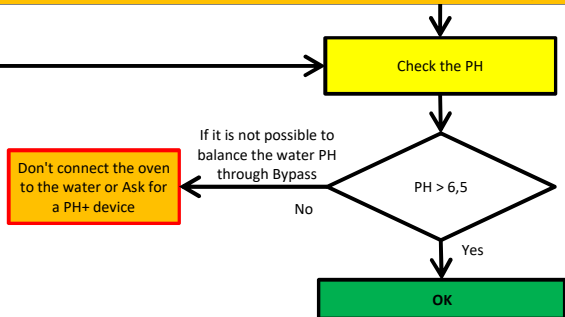 Check the PH
If it is not possible to
balance the water PH
through Bypass
Don't connect the oven
to the water or Ask for
a PH+ device
PH > 6,5
No
Yes
OK